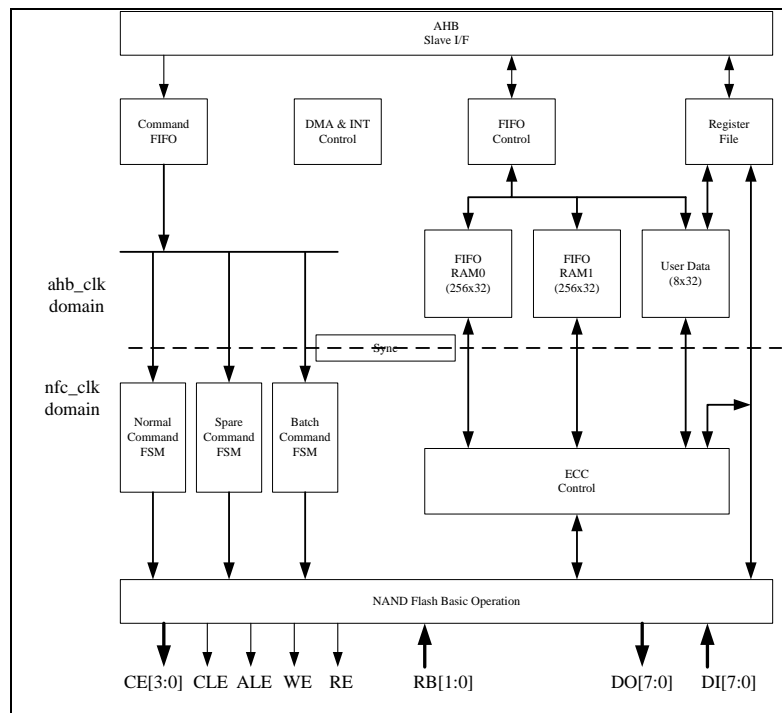 AHB
Slave I/F
Command
FIFO
DMA & INT
Control
FIFO
Control
Register
File
FIFO
RAM0
(256x32)
FIFO
RAM1
(256x32)
User Data
(8x32)
ahb_clk
domain
Sync
nfc_clk
domain
Normal
Command
FSM
Spare
Command
FSM
Batch
Command
FSM
ECC
Control
NAND Flash Basic Operation
CE[3:0] CLE ALE WE RE RB[1:0] DO[7:0] DI[7:0]